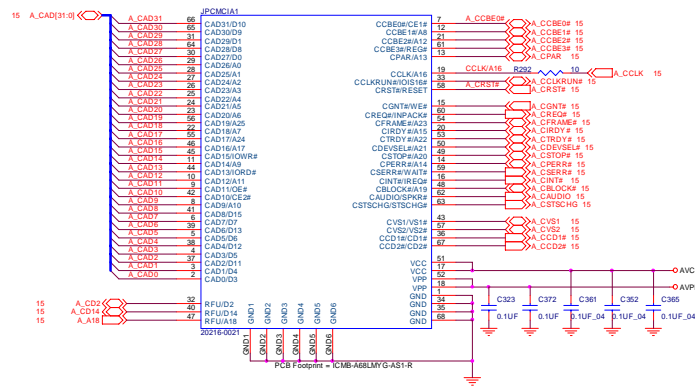 JPCMCIA1
15 A_CAD[31:0]
A_CAD31 66 CAD31/D10
A_CAD30 65 CAD30/D9
A_CAD29 31 CAD29/D1
A_CAD28 64 CAD28/D8
A_CAD27 30 CAD27/D0
A_CAD26 29 CAD26/A0
A_CAD25 28 CAD25/A1
A_CAD24 27 CAD24/A2
A_CAD23 26 CAD23/A3
A_CAD22 25 CAD22/A4
A_CAD21 24 CAD21/A5
A_CAD20 23 CAD20/A6
A_CAD19 56 CAD19/A25
A_CAD18 22 CAD18/A7
A_CAD17 55 CAD17/A24
A_CAD16 46 CAD16/A17
A_CAD15 45 CAD15/IOWR#
A_CAD14 11 CAD14/A9
A_CAD13 44 CAD13/IORD#
A_CAD12 10 CAD12/A11
A_CAD11 9 CAD11/OE#
A_CAD10 42 CAD10/CE2#
A_CAD9 8 CAD9/A10
A_CAD8 41 CAD8/D15
A_CAD7 6 CAD7/D7
A_CAD6 39 CAD6/D13
A_CAD5 5 CAD5/D6
A_CAD4 38 CAD4/D12
A_CAD3 4 CAD3/D5
A_CAD2 37 CAD2/D11
A_CAD1 3 CAD1/D4
A_CAD0 2 CAD0/D3
15 A_CD2 32 RFU/D2
15 A_CD14 40 RFU/D14
15 A_A18 47 RFU/A18
20216-0021
CCBE0#/CE1# 7 A_CCBE0# A_CCBE0# 15
CCBE1#/A8 12 A_CCBE1# 15
CCBE2#/A12 21 A_CCBE2# 15
CCBE3#/REG# 61 A_CCBE3# 15
CPAR/A13 13 A_CPAR 15
CCLK/A16 19 CCLK/A16 R292 10 A_CCLK 15
CCLKRUN#/IOIS16# 33 A_CCLKRUN# 15
CRST#/RESET 58 A_CRST# A_CRST# 15
CGNT#/WE# 15 A_CGNT# 15
CREQ#/INPACK# 60 A_CREQ# 15
CFRAME#/A23 54 A_CFRAME# 15
CIRDY#/A15 20 A_CIRDY# 15
CTRDY#/A22 53 A_CTRDY# 15
CDEVSEL#/A21 50 A_CDEVSEL# 15
CSTOP#/A20 49 A_CSTOP# 15
CPERR#/A14 14 A_CPERR# 15
CSERR#/WAIT# 59 A_CSERR# 15
CINT#/IREQ# 16 A_CINT# 15
CBLOCK#/A19 48 A_CBLOCK# 15
CAUDIO/SPKR# 62 A_CAUDIO 15
CSTSCHG/STSCHG# 63 A_CSTSCHG 15
CVS1/VS1# 43 A_CVS1 15
CVS2/VS2# 57 A_CVS2 15
CCD1#/CD1# 36 A_CCD1# 15
CCD2#/CD2# 67 A_CCD2# 15
VCC 51
VCC 17 AVC
VPP 52
VPP 18 AVP
GND 1
GND 34
GND 35
GND 68
C323 C372 C361 C352 C365
0.1UF 0.1UF 0.1UF_04 0.1UF_04 0.1UF_04
GND1 GND2 GND3 GND4 GND5 GND6
GND1 GND2 GND3 GND4 GND5 GND6
PCB Footprint = ICMB-A68LMYG-AS1-R